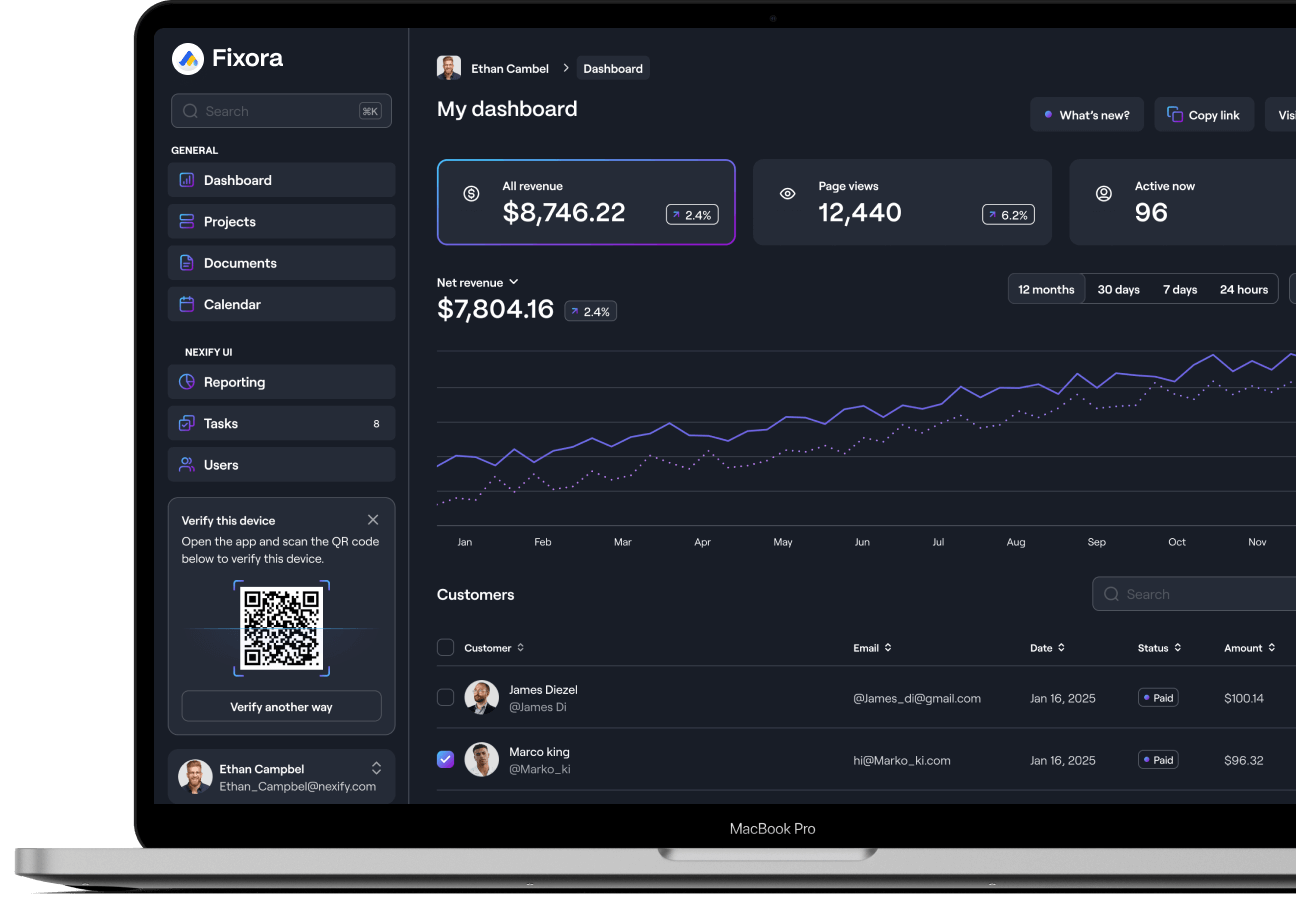 Fixora
Search
⌘K
GENERAL
Dashboard
Projects
Documents
Calendar
NEXIFY UI
Reporting
Tasks 8
Users
Verify this device
Open the app and scan the QR code
below to verify this device.
Verify another way
Ethan Campbel
Ethan_Campbel@nexify.com
Ethan Cambel
Dashboard
My dashboard
What's new?
Copy link
All revenue
$8,746.22
2.4%
Page views
12,440
6.2%
Active now
96
Net revenue
$7,804.16
2.4%
12 months 30 days 7 days 24 hours
Jan Feb Mar Apr May Jun Jul Aug Sep Oct Nov
Customers
Search
Customer Email Date Status Amount
James Diezel
@James Di
@James_di@gmail.com Jan 16, 2025 Paid $100.14
Marco king
@Marko_ki
hi@Marko_ki.com Jan 16, 2025 Paid $96.32
MacBook Pro